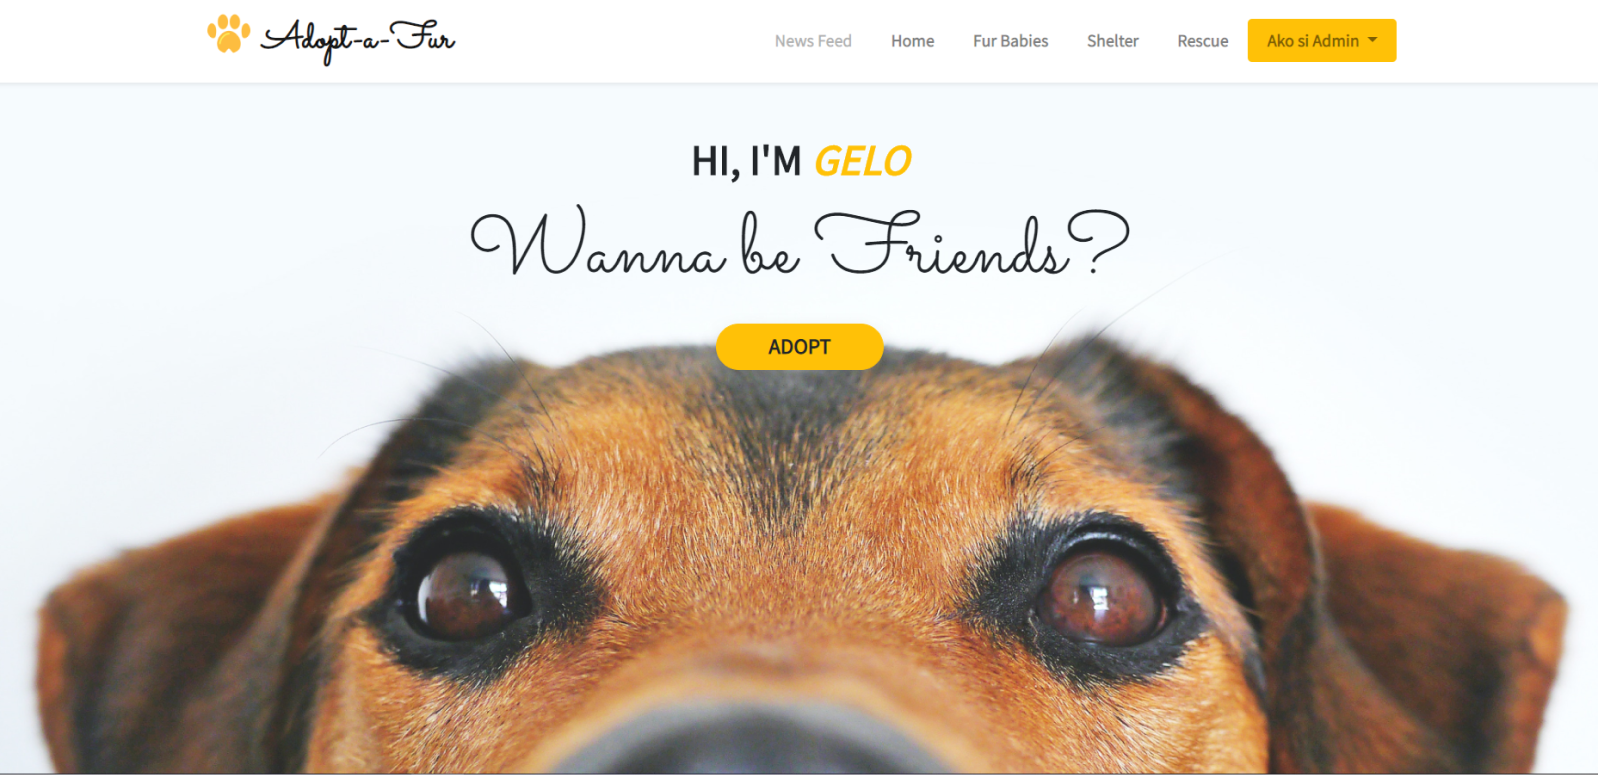 Adopt-a-Fur
News Feed Home Fur Babies Shelter Rescue Ako si Admin
HI, I'M GELO
Wanna be Friends?
ADOPT